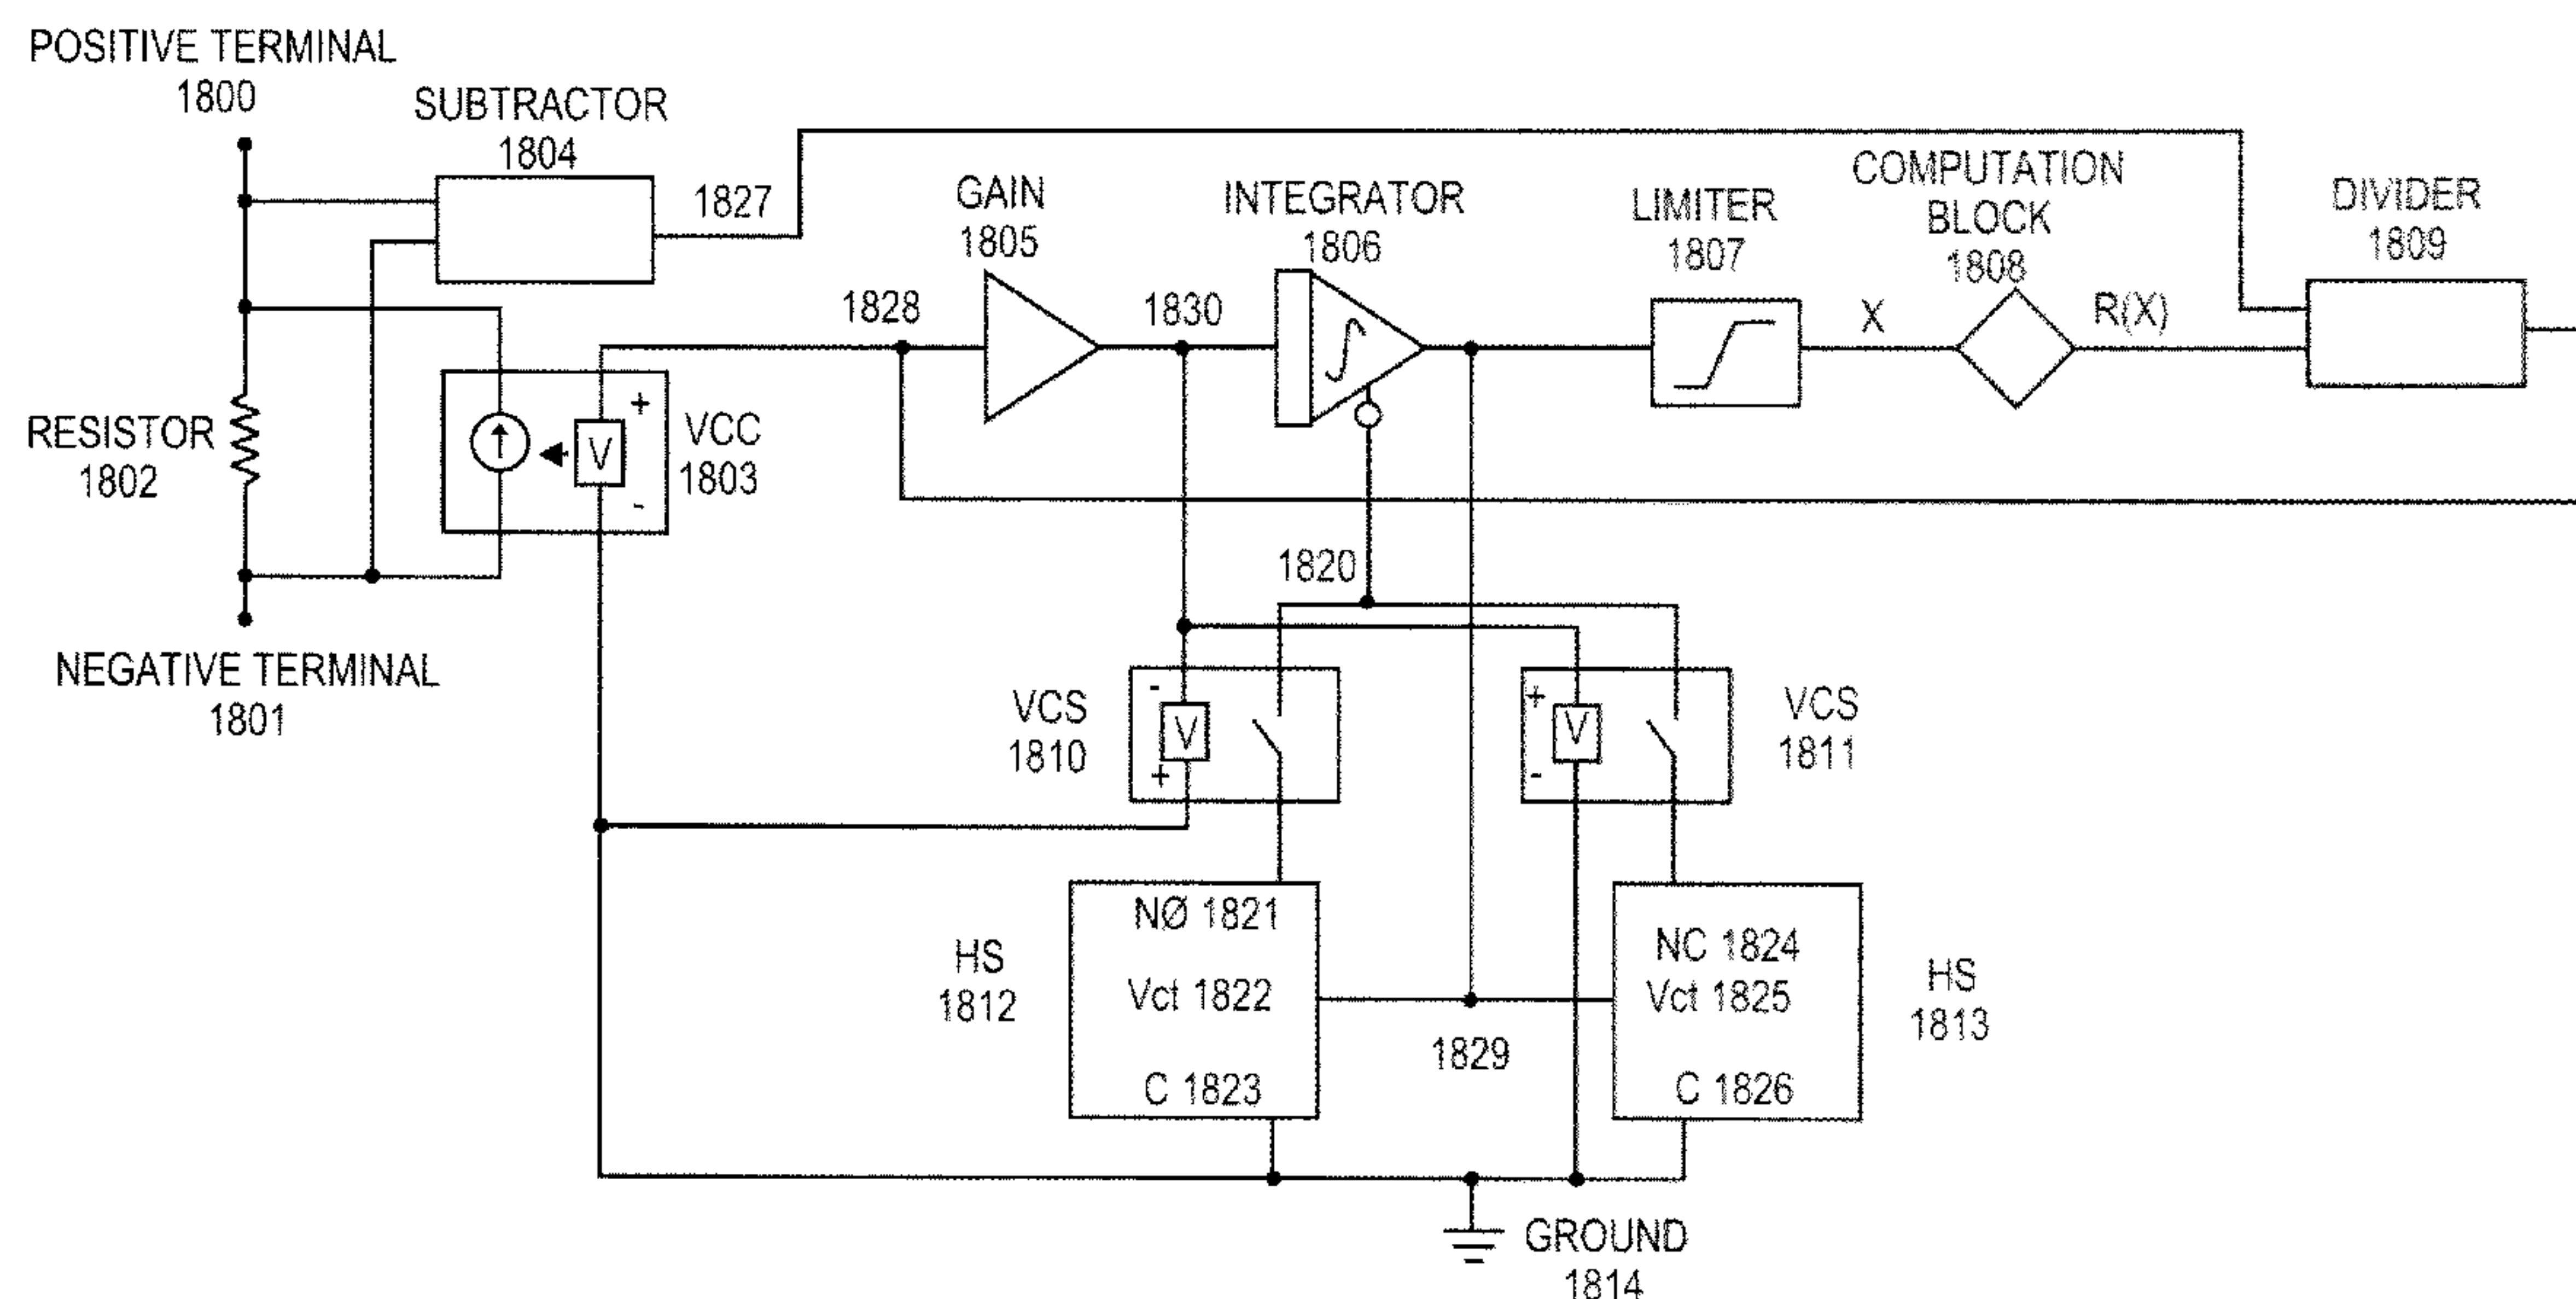 POSITIVE TERMINAL
1800
SUBTRACTOR
1804
1827
GAIN
1805
INTEGRATOR
1806
LIMITER
1807
COMPUTATION
BLOCK
1808
DIVIDER
1809
1828
1830
X
R(X)
RESISTOR
1802
V
+
-
VCC
1803
1820
NEGATIVE TERMINAL
1801
VCS
1810
-
V
+
+
V
-
VCS
1811
HS
1812
NØ 1821
Vct 1822
C 1823
1829
NC 1824
Vct 1825
C 1826
HS
1813
GROUND
1814